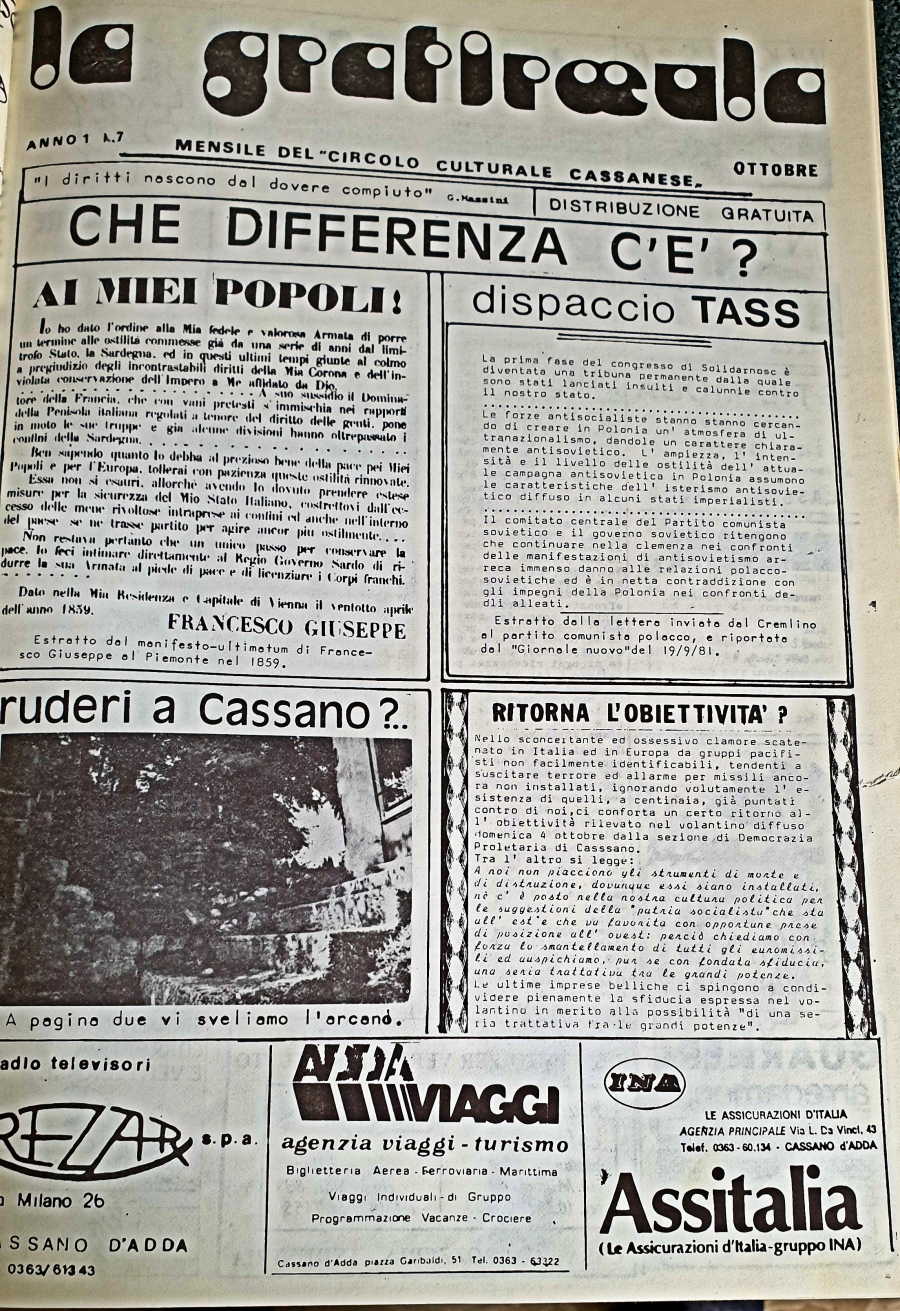 la gratiroeula
ANNO 1 N.7
MENSILE DEL "CIRCOLO CULTURALE CASSANESE„
OTTOBRE
"I diritti nascono dal dovere compiuto" G.Mazzini
DISTRIBUZIONE GRATUITA
CHE DIFFERENZA C'E' ?
AI MIEI POPOLI!
Io ho dato l'ordine alla Mia fedele e valorosa Armata di porre
un termine alle ostilità commesse già da una serie di anni dal limi-
trofo Stato, la Sardegna, ed in questi ultimi tempi giunte al colmo
a pregiudizio degli incontrastabili diritti della Mia Corona e dell'in-
violata conservazione dell'Impero a Me affidato da Dio.
A suo sussidio il Domina-
tore della Francia, che con vani pretesti s'immischia nei rapporti
della Penisola italiana regolati a tenore del diritto delle genti, pone
in moto le sue truppe e già alcune divisioni hanno oltrepassato i
confini della Sardegna.
Ben sapendo quanto Io debba al prezioso bene della pace pei Miei
Popoli e per l'Europa, tollerai con pazienza queste ostilità rinnovate.
Essa non si esaurì, allorchè avendo Io dovuto prendere estese
misure per la sicurezza del Mio Stato Italiano, costrettovi dall'ec-
cesso delle mene rivoltose intraprese ai confini ed anche nell'interno
del paese se ne trasse partito per agire ancor più ostilmente....
Non restava pertanto che un unico passo per conservare la
pace. Io feci intimare direttamente al Regio Governo Sardo di ri-
durre la sua Armata al piede di pace e di licenziare i Corpi franchi.
Dato nella Mia Residenza e Capitale di Vienna il ventotto aprile
dell'anno 1859.
FRANCESCO GIUSEPPE
Estratto dal manifesto-ultimatum di France-
sco Giuseppe al Piemonte nel 1859.
dispaccio TASS
La prima fase del congresso di Solidarnosc è
diventata una tribuna permanente dalla quale
sono stati lanciati insulti e calunnie contro
il nostro stato.
Le forze antisocialiste stanno stanno cercan-
do di creare in Polonia un' atmosfera di ul-
tranazionalismo, dandole un carattere chiara-
mente antisovietico. L' ampiezza, l' inten-
sità e il livello delle ostilità dell' attua-
le campagna antisovietica in Polonia assumono
le caratteristiche dell' isterismo antisovie-
tico diffuso in alcuni stati imperialisti.
Il comitato centrale del Partito comunista
sovietico e il governo sovietico ritengono
che continuare nella clemenza nei confronti
delle manifestazioni di antisovietismo ar-
reca immenso danno alle relazioni polacco-
sovietiche ed è in netta contraddizione con
gli impegni della Polonia nei confronti de-
gli alleati.
Estratto dalla lettera inviata dal Cremlino
al partito comunista polacco, e riportata
dal "Giornale nuovo"del 19/9/81.
ruderi a Cassano ?..
A pagina due vi sveliamo l'arcano.
RITORNA L'OBIETTIVITA' ?
Nello sconcertante ed ossessivo clamore scate-
nato in Italia ed in Europa da gruppi pacifi-
sti non facilmente identificabili, tendenti a
suscitare terrore ed allarme per missili anco-
ra non installati, ignorando volutamente l' e-
sistenza di quelli, a centinaia, già puntati
contro di noi,ci conforta un certo ritorno al-
l' obiettività rilevato nel volantino diffuso
domenica 4 ottobre dalla sezione di Democrazia
Proletaria di Casssano.
Tra l' altro si legge:
A noi non piacciono gli strumenti di morte e
di distruzione, dovunque essi siano installati,
nè c' è posto nella nostra cultura politica per
le suggestioni della "patria socialista"che sta
all' est e che va favorita con opportune prese
di posizione all' ovest: perciò chiediamo con
forza lo smantellamento di tutti gli euromissi-
li ed auspichiamo, pur se con fondata sfiducia,
una seria trattativa tra le grandi potenze.
Le ultime imprese belliche ci spingono a condi-
videre pienamente la sfiducia espressa nel vo-
lantino in merito alla possibilità "di una se-
ria trattativa fra le grandi potenze".
adio televisori
REZAR s.p.a.
Milano 26
ASSANO D'ADDA
0363/61343
ADDA
VIAGGI
agenzia viaggi - turismo
Biglietteria Aerea - Ferroviaria - Marittima
Viaggi Individuali - di Gruppo
Programmazione Vacanze - Crociere
Cassano d'Adda piazza Garibaldi, 51 Tel. 0363 - 63322
INA
LE ASSICURAZIONI D'ITALIA
AGENZIA PRINCIPALE Via L. Da Vinci, 43
Telef. 0363 - 60.134 - CASSANO d'ADDA
Assitalia
(Le Assicurazioni d'Italia-gruppo INA)